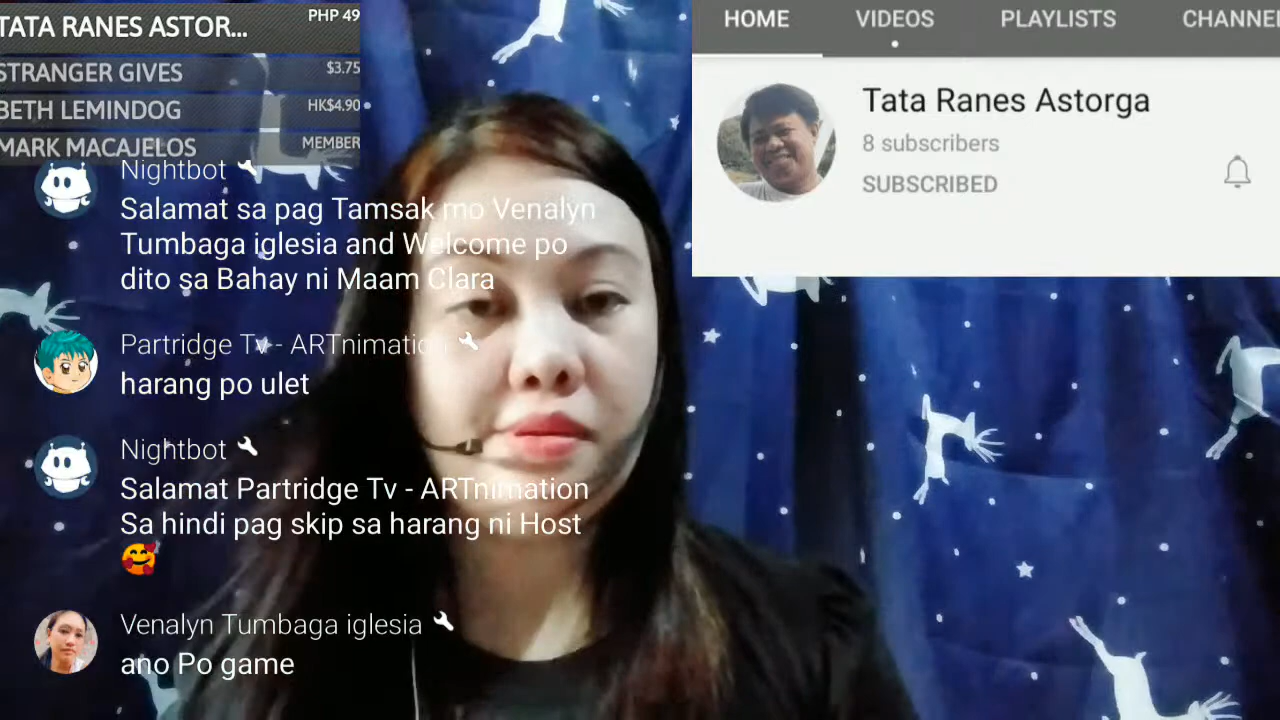 TATA RANES ASTOR... PHP 49
STRANGER GIVES $3.75
BETH LEMINDOG HK$4.90
MARK MACAJELOS MEMBER
Nightbot
Salamat sa pag Tamsak mo Venalyn
Tumbaga iglesia and Welcome po
dito sa Bahay ni Maam Clara
Partridge Tv - ARTnimation
harang po ulet
Nightbot
Salamat Partridge Tv - ARTnimation
Sa hindi pag skip sa harang ni Host
🥰
Venalyn Tumbaga iglesia
ano Po game
HOME VIDEOS PLAYLISTS CHANNE
Tata Ranes Astorga
8 subscribers
SUBSCRIBED